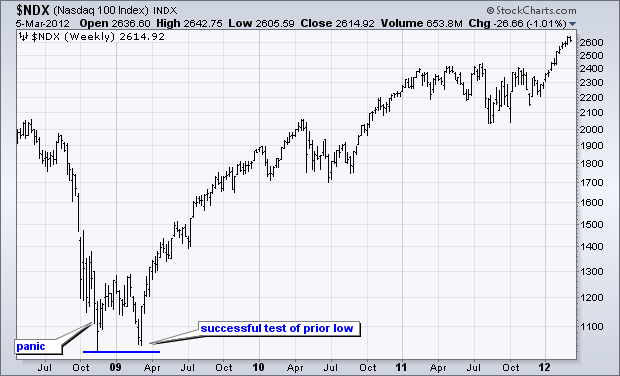 $NDX (Nasdaq 100 Index) INDX © StockCharts.com
5-Mar-2012 Open 2636.60 High 2642.75 Low 2605.59 Close 2614.92 Volume 653.8M Chg -26.66 (-1.01%)
$NDX (Weekly) 2614.92
2600
2500
2400
2300
2200
2100
2000
1900
1800
1700
1600
1500
1400
1300
1200
1100
successful test of prior low
panic
Jul Oct 09 Apr Jul Oct 10 Apr Jul Oct 11 Apr Jul Oct 12